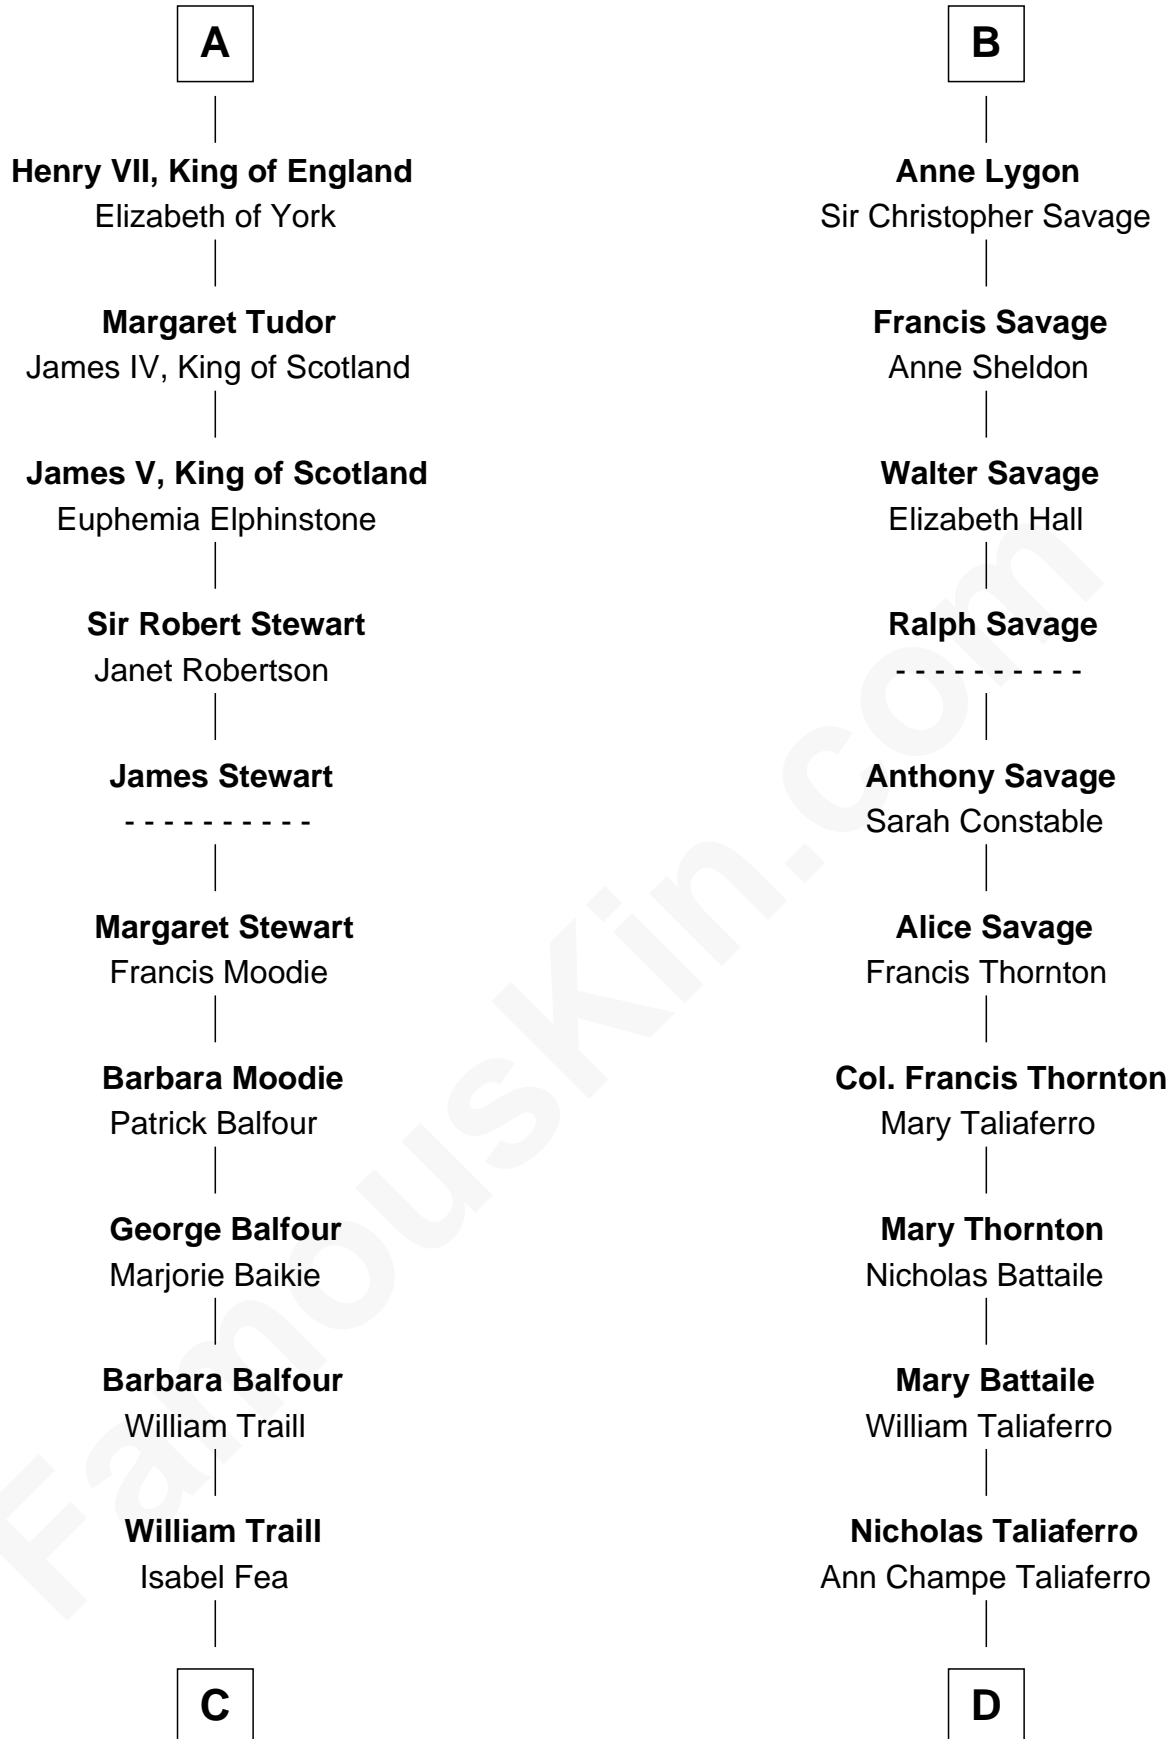 A
Henry VII, King of England
Elizabeth of York
Margaret Tudor
James IV, King of Scotland
James V, King of Scotland
Euphemia Elphinstone
Sir Robert Stewart
Janet Robertson
James Stewart
- - - - - - - - - -
Margaret Stewart
Francis Moodie
Barbara Moodie
Patrick Balfour
George Balfour
Marjorie Baikie
Barbara Balfour
William Traill
William Traill
Isabel Fea
C
B
Anne Lygon
Sir Christopher Savage
Francis Savage
Anne Sheldon
Walter Savage
Elizabeth Hall
Ralph Savage
- - - - - - - - - -
Anthony Savage
Sarah Constable
Alice Savage
Francis Thornton
Col. Francis Thornton
Mary Taliaferro
Mary Thornton
Nicholas Battaile
Mary Battaile
William Taliaferro
Nicholas Taliaferro
Ann Champe Taliaferro
D
FamousKin.com